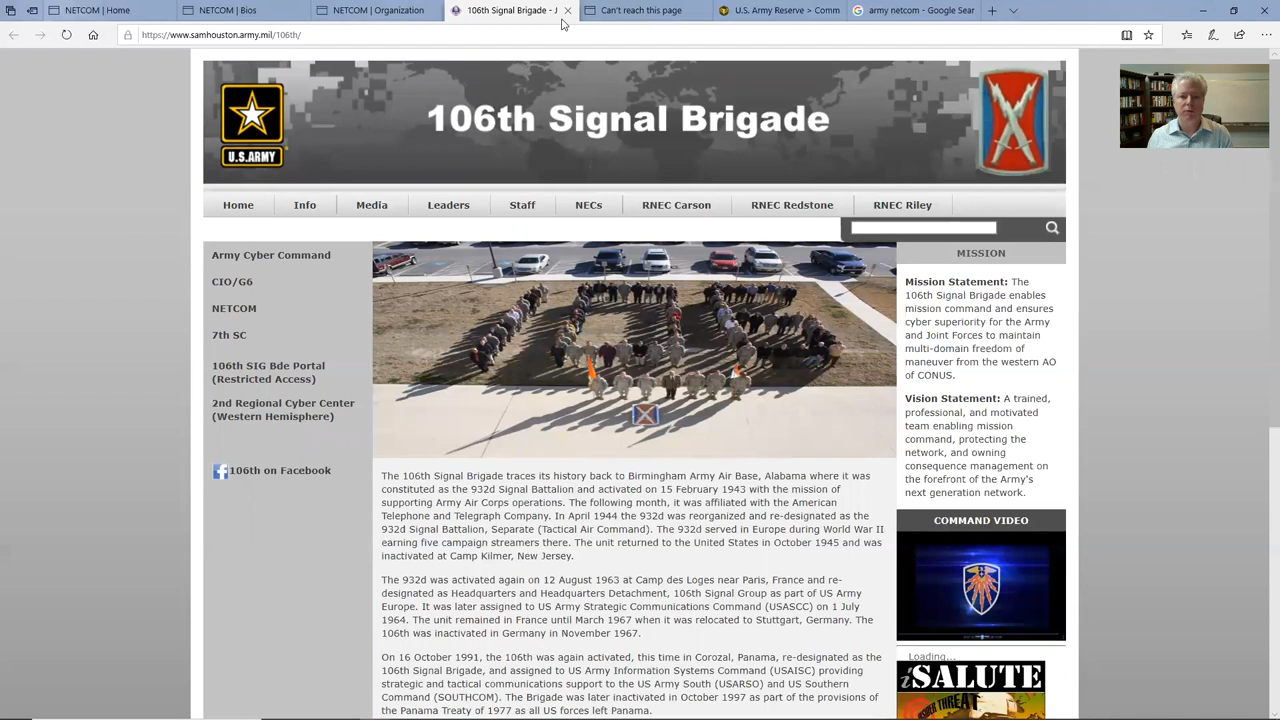 NETCOM | Home
NETCOM | Bios
NETCOM | Organization
106th Signal Brigade - J
Can't reach this page
U.S. Army Reserve > Comm
army netcom - Google Sear
https://www.samhouston.army.mil/106th/
U.S.ARMY
106th Signal Brigade
Home
Info
Media
Leaders
Staff
NECs
RNEC Carson
RNEC Redstone
RNEC Riley
Army Cyber Command
CIO/G6
NETCOM
7th SC
106th SIG Bde Portal
(Restricted Access)
2nd Regional Cyber Center
(Western Hemisphere)
106th on Facebook
The 106th Signal Brigade traces its history back to Birmingham Army Air Base, Alabama where it was
constituted as the 932d Signal Battalion and activated on 15 February 1943 with the mission of
supporting Army Air Corps operations. The following month, it was affiliated with the American
Telephone and Telegraph Company. In April 1944 the 932d was reorganized and re-designated as the
932d Signal Battalion, Separate (Tactical Air Command). The 932d served in Europe during World War II
earning five campaign streamers there. The unit returned to the United States in October 1945 and was
inactivated at Camp Kilmer, New Jersey.
The 932d was activated again on 12 August 1963 at Camp des Loges near Paris, France and re-
designated as Headquarters and Headquarters Detachment, 106th Signal Group as part of US Army
Europe. It was later assigned to US Army Strategic Communications Command (USASCC) on 1 July
1964. The unit remained in France until March 1967 when it was relocated to Stuttgart, Germany. The
106th was inactivated in Germany in November 1967.
On 16 October 1991, the 106th was again activated, this time in Corozal, Panama, re-designated as the
106th Signal Brigade, and assigned to US Army Information Systems Command (USAISC) providing
strategic and tactical communications support to the US Army South (USARSO) and US Southern
Command (SOUTHCOM). The Brigade was later inactivated in October 1997 as part of the provisions of
the Panama Treaty of 1977 as all US forces left Panama.
MISSION
Mission Statement: The
106th Signal Brigade enables
mission command and ensures
cyber superiority for the Army
and Joint Forces to maintain
multi-domain freedom of
maneuver from the western AO
of CONUS.
Vision Statement: A trained,
professional, and motivated
team enabling mission
command, protecting the
network, and owning
consequence management on
the forefront of the Army's
next generation network.
COMMAND VIDEO
Loading...
iSALUTE
INSIDER THREAT